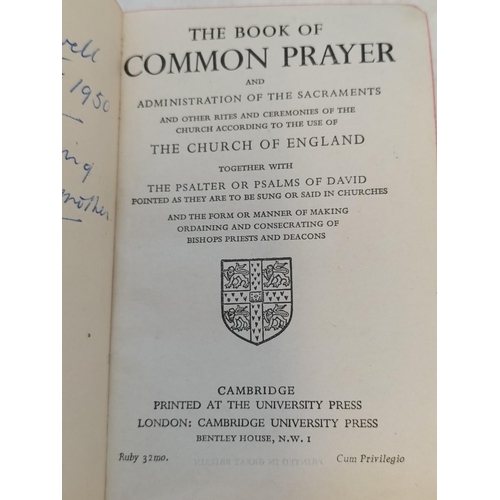 THE BOOK OF
COMMON PRAYER
AND
ADMINISTRATION OF THE SACRAMENTS
AND OTHER RITES AND CEREMONIES OF THE
CHURCH ACCORDING TO THE USE OF
THE CHURCH OF ENGLAND
TOGETHER WITH
THE PSALTER OR PSALMS OF DAVID
POINTED AS THEY ARE TO BE SUNG OR SAID IN CHURCHES
AND THE FORM OR MANNER OF MAKING
ORDAINING AND CONSECRATING OF
BISHOPS PRIESTS AND DEACONS
CAMBRIDGE
PRINTED AT THE UNIVERSITY PRESS
LONDON: CAMBRIDGE UNIVERSITY PRESS
BENTLEY HOUSE, N.W. 1
Ruby 32mo. Cum Privilegio
1950